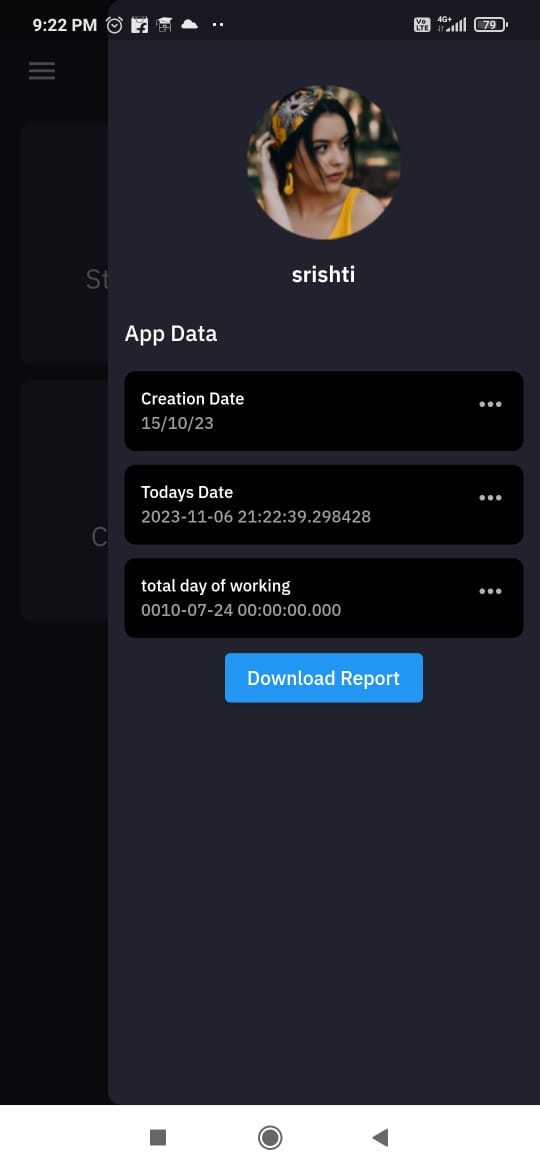 9:22 PM
Vo LTE 4G+ 79
srishti
St
App Data
Creation Date
15/10/23
Todays Date
2023-11-06 21:22:39.298428
C
total day of working
0010-07-24 00:00:00.000
Download Report